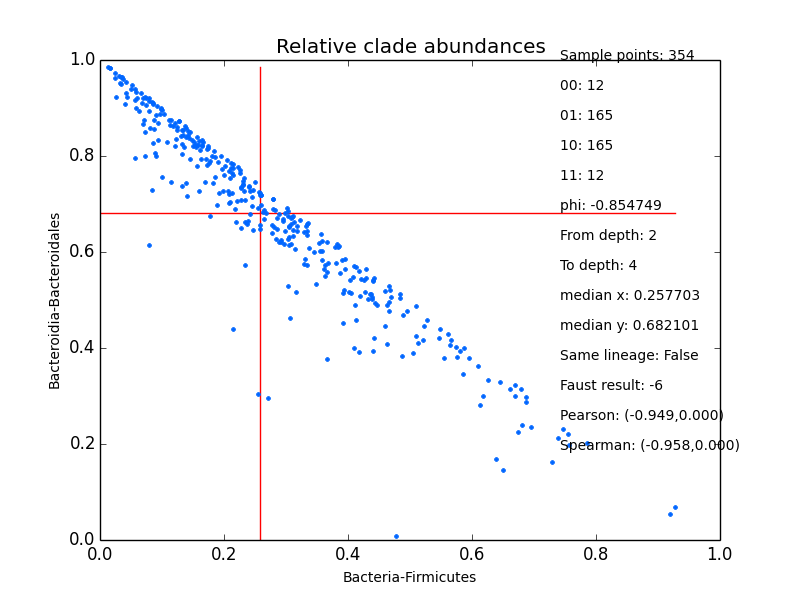 Relative clade abundances
Sample points: 354
00: 12
01: 165
10: 165
11: 12
phi: -0.854749
From depth: 2
To depth: 4
median x: 0.257703
median y: 0.682101
Same lineage: False
Faust result: -6
Pearson: (-0.949,0.000)
Spearman: (-0.958,0.000)
1.0
0.8
0.6
0.4
0.2
0.0
Bacteroidia-Bacteroidales
0.0 0.2 0.4 0.6 0.8 1.0
Bacteria-Firmicutes